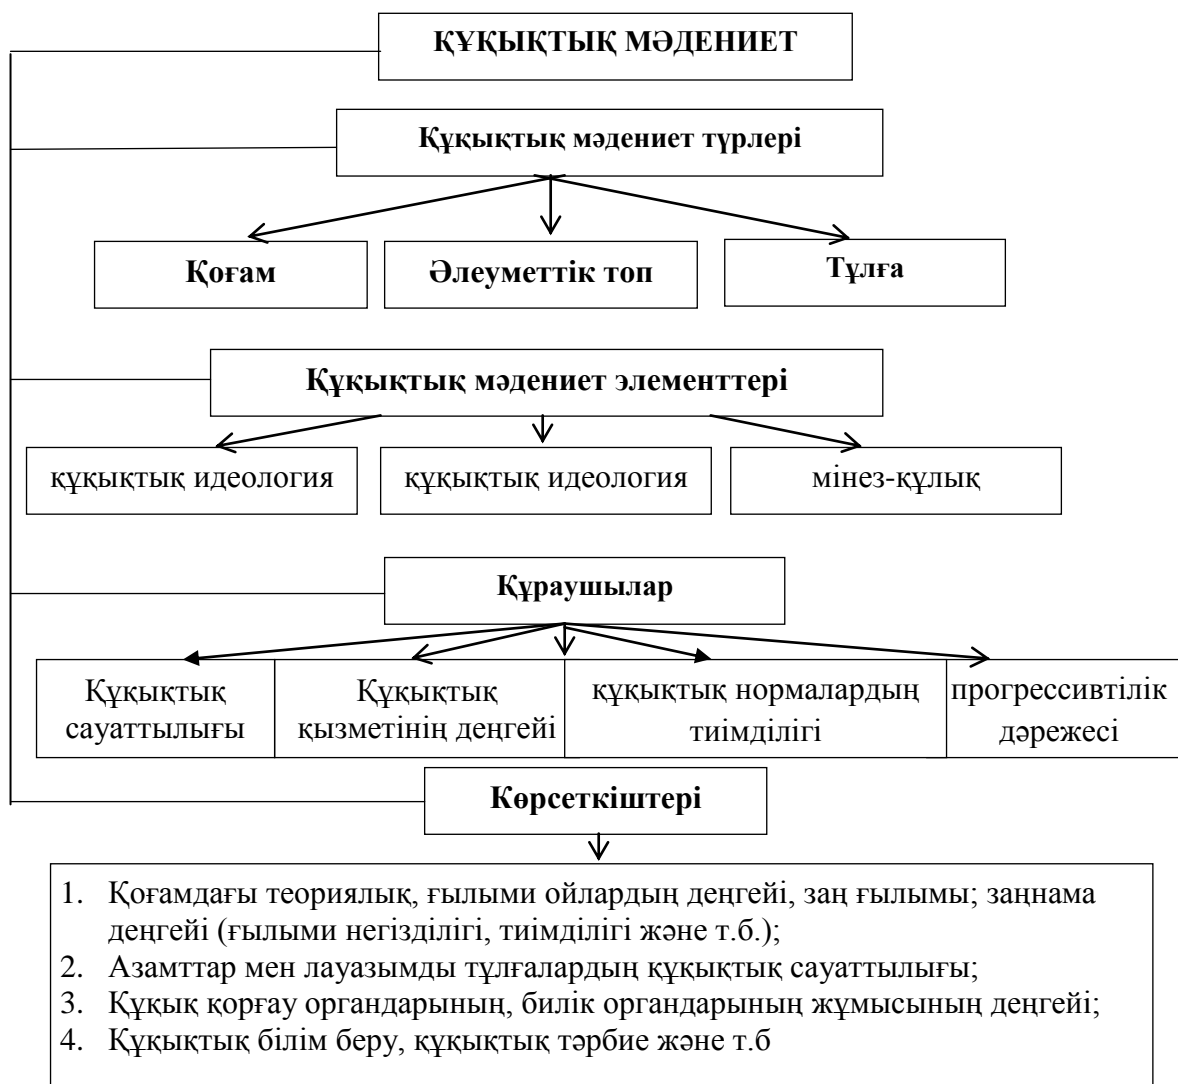 ҚҰҚЫҚТЫҚ МӘДЕНИЕТ
Құқықтық мәдениет түрлері
Қоғам
Әлеуметтік топ
Тұлға
Құқықтық мәдениет элементтері
құқықтық идеология
құқықтық идеология
мінез-құлық
Құраушылар
Құқықтық
сауаттылығы
Құқықтық
қызметінің деңгейі
құқықтық нормалардың
тиімділігі
прогрессивтілік
дәрежесі
Көрсеткіштері
1. Қоғамдағы теориялық, ғылыми ойлардың деңгейі, заң ғылымы; заңнама
деңгейі (ғылыми негізділігі, тиімділігі және т.б.);
2. Азамттар мен лауазымды тұлғалардың құқықтық сауаттылығы;
3. Құқық қорғау органдарының, билік органдарының жұмысының деңгейі;
4. Құқықтық білім беру, құқықтық тәрбие және т.б